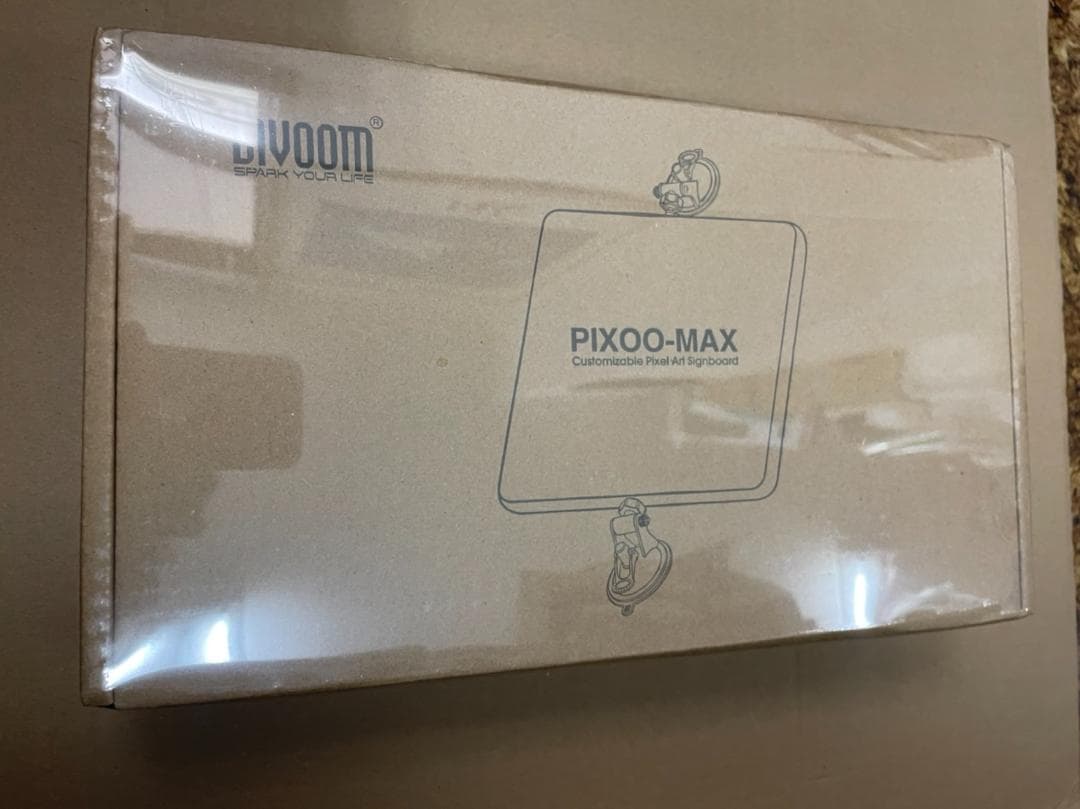 DIVOOM®
SPARK YOUR LIFE
PIXOO-MAX
Customizable Pixel Art Signboard